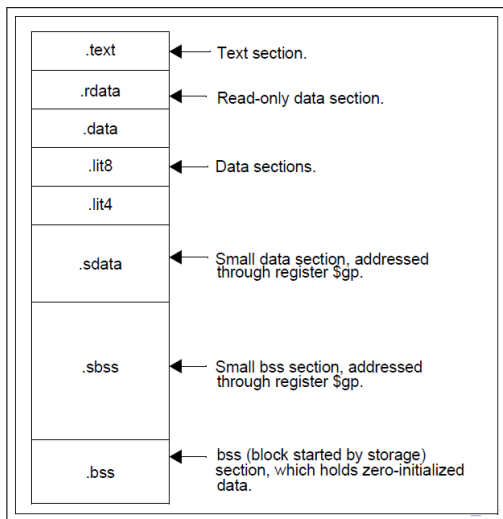 .text
Text section.
.rdata
Read-only data section.
.data
.lit8
Data sections.
.lit4
.sdata
Small data section, addressed
through register $gp.
.sbss
Small bss section, addressed
through register $gp.
.bss
bss (block started by storage)
section, which holds zero-initialized
data.